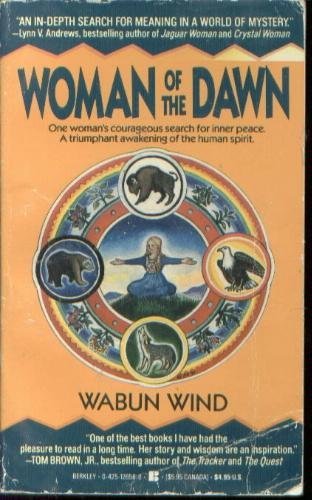 "AN IN-DEPTH SEARCH FOR MEANING IN A WORLD OF MYSTERY."
—Lynn V. Andrews, bestselling author of Jaguar Woman and Crystal Woman
WOMAN OF THE DAWN
One woman's courageous search for inner peace.
A triumphant awakening of the human spirit.
WABUN WIND
"One of the best books I have had the
pleasure to read in a long time. Her story and wisdom are an inspiration."
—TOM BROWN, JR., bestselling author of The Tracker and The Quest
BERKLEY • 0-425- • [$5.95 CANADA] • $4.95 U.S.